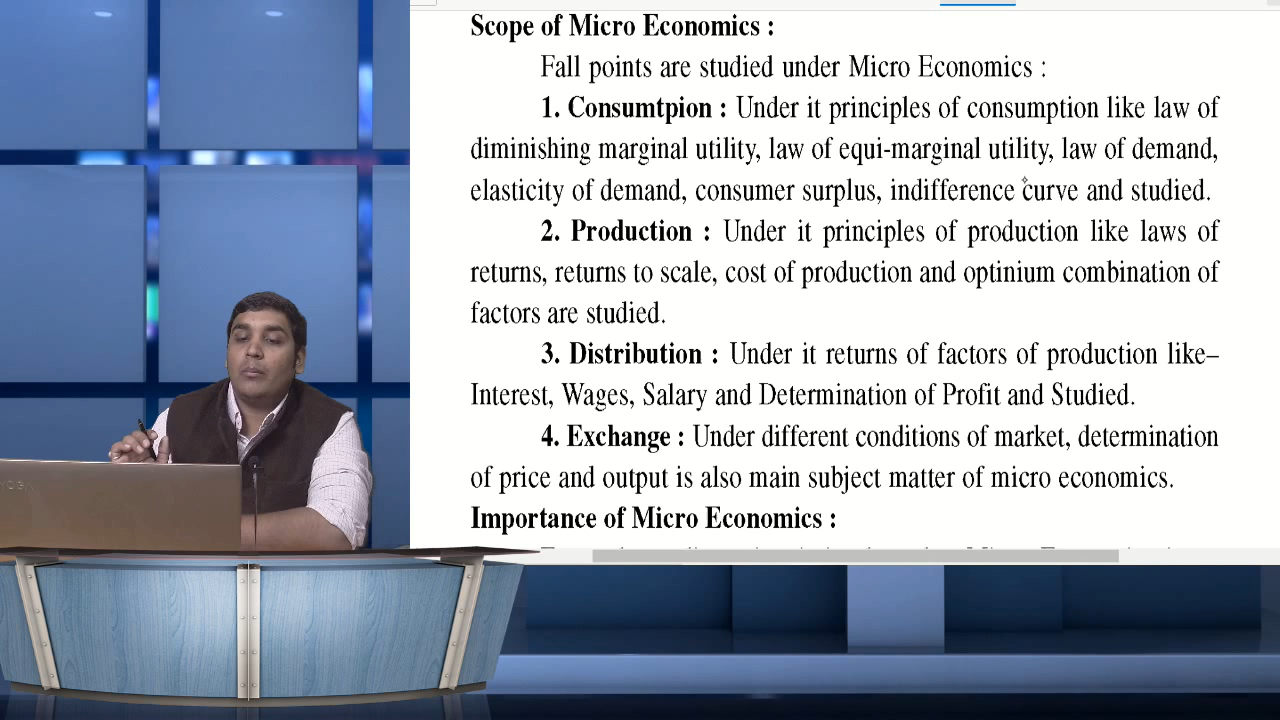 Scope of Micro Economics :
Fall points are studied under Micro Economics :
1. Consumtpion : Under it principles of consumption like law of
diminishing marginal utility, law of equi-marginal utility, law of demand,
elasticity of demand, consumer surplus, indifference curve and studied.
2. Production : Under it principles of production like laws of
returns, returns to scale, cost of production and optinium combination of
factors are studied.
3. Distribution : Under it returns of factors of production like–
Interest, Wages, Salary and Determination of Profit and Studied.
4. Exchange : Under different conditions of market, determination
of price and output is also main subject matter of micro economics.
Importance of Micro Economics :